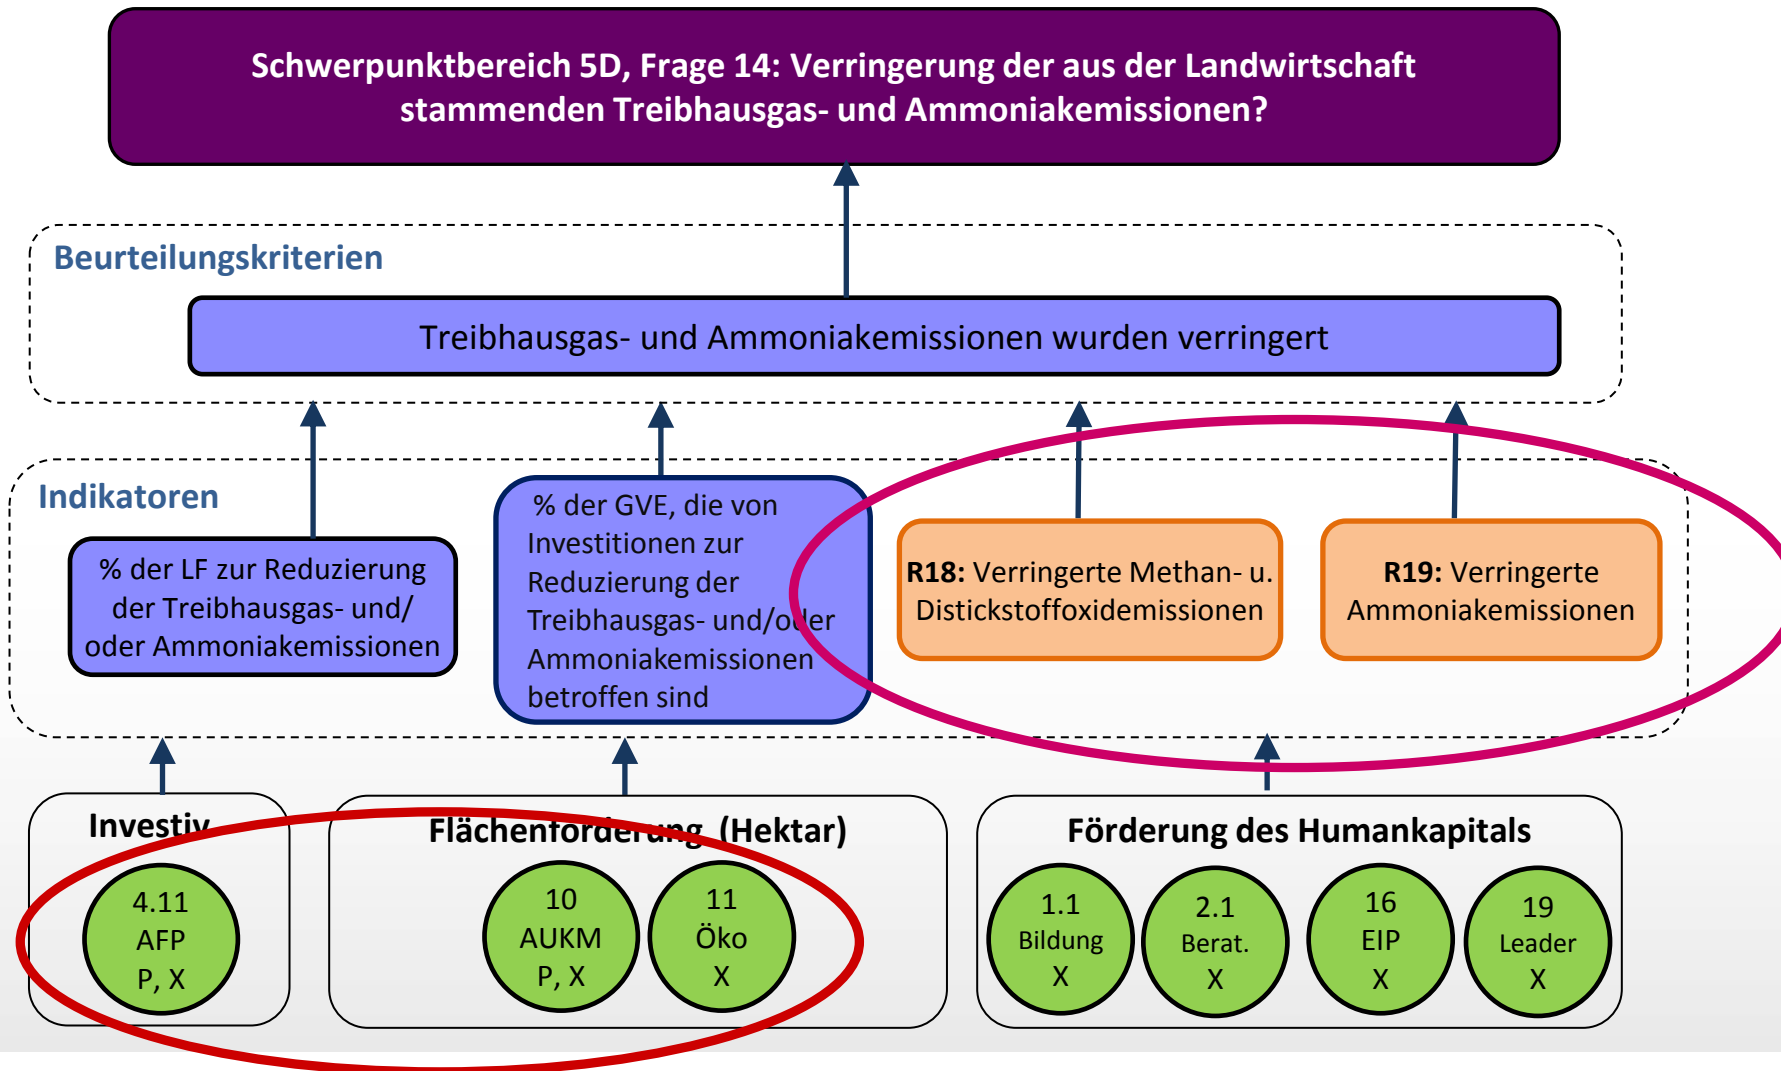 Schwerpunktbereich 5D, Frage 14: Verringerung der aus der Landwirtschaft
stammenden Treibhausgas- und Ammoniakemissionen?
Beurteilungskriterien
Treibhausgas- und Ammoniakemissionen wurden verringert
Indikatoren
% der LF zur Reduzierung
der Treibhausgas- und/
oder Ammoniakemissionen
% der GVE, die von
Investitionen zur
Reduzierung der
Treibhausgas- und/oder
Ammoniakemissionen
betroffen sind
R18: Verringerte Methan- u.
Distickstoffoxidemissionen
R19: Verringerte
Ammoniakemissionen
Investiv
4.11
AFP
P, X
Flächenförderung (Hektar)
10
AUKM
P, X
11
Öko
X
Förderung des Humankapitals
1.1
Bildung
X
2.1
Berat.
X
16
EIP
X
19
Leader
X